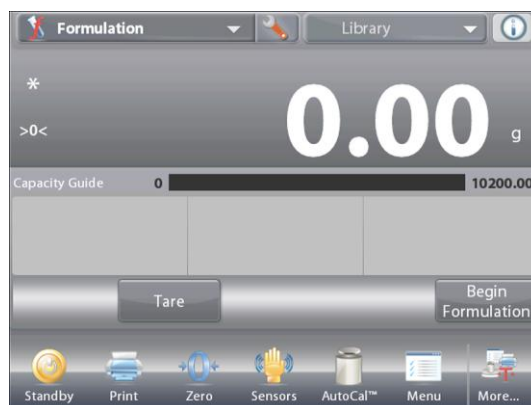 Formulation
Library
*
>0<
0.00 g
Capacity Guide 0 10200.00
Tare
Begin
Formulation
Standby Print Zero Sensors AutoCal™ Menu More...